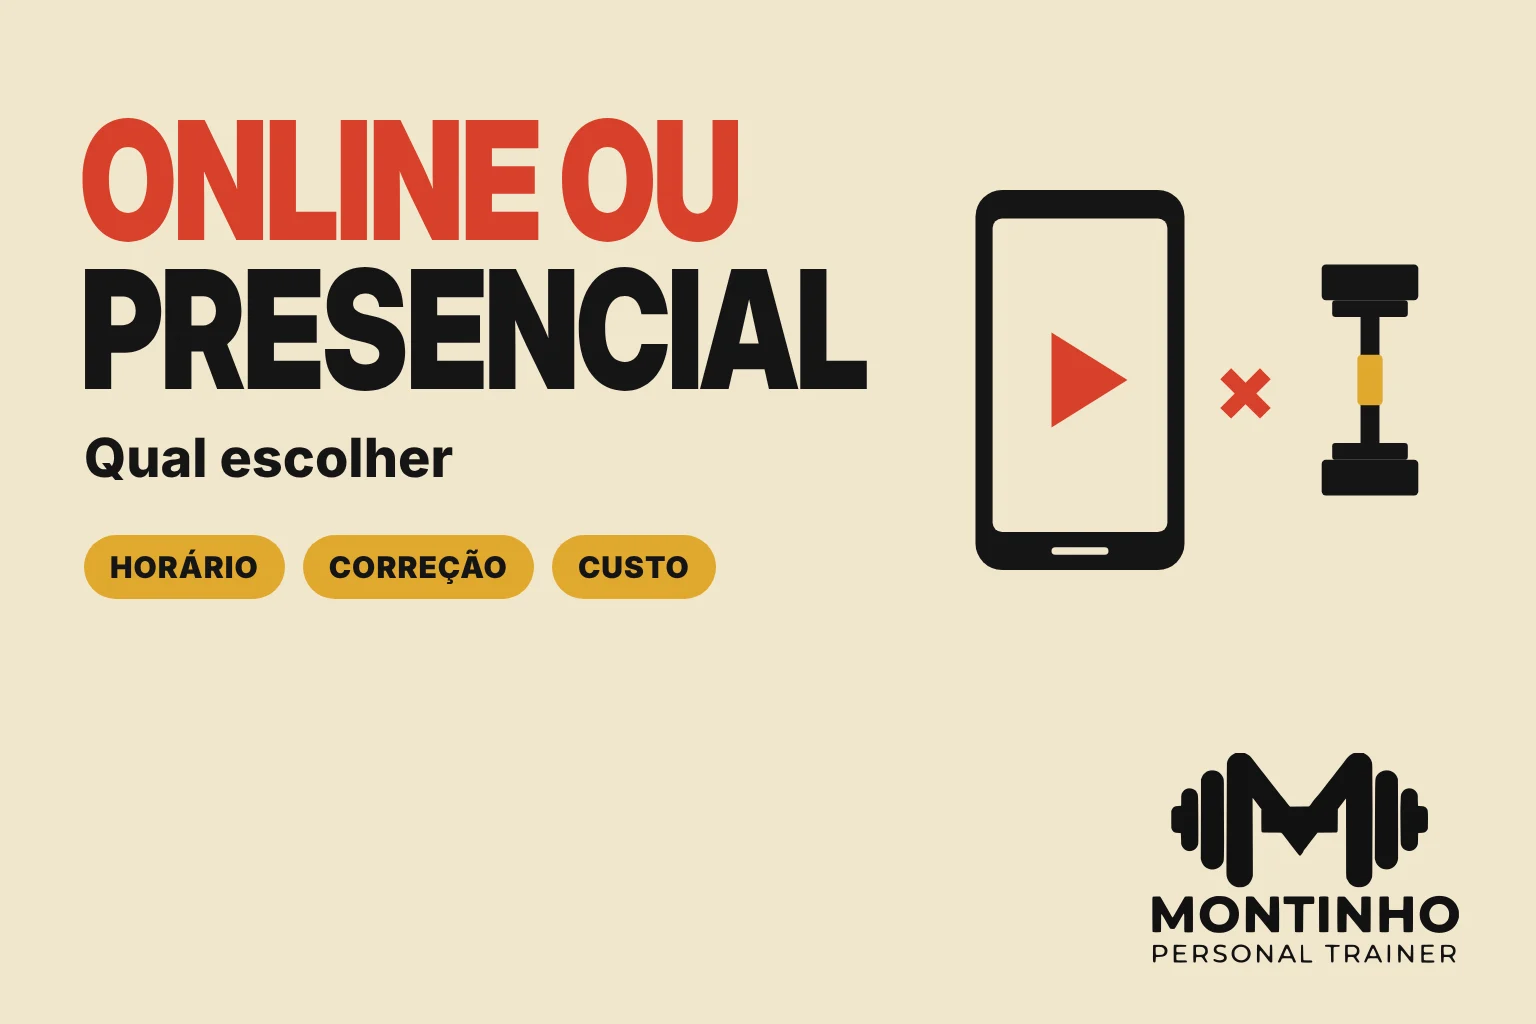 ONLINE OU
PRESENCIAL
Qual escolher
HORÁRIO CORREÇÃO CUSTO
MONTINHO
PERSONAL TRAINER